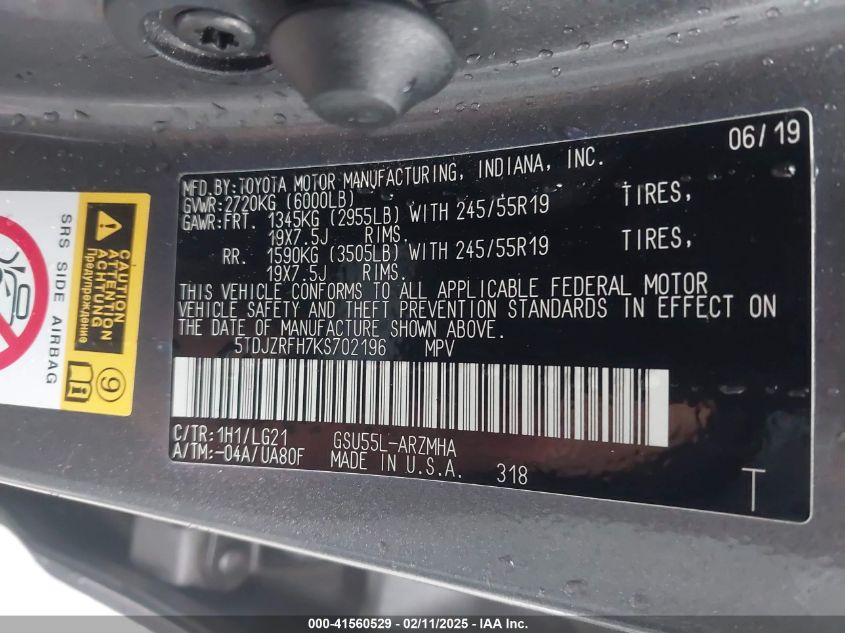 06/19
MFD.BY:TOYOTA MOTOR MANUFACTURING, INDIANA, INC.
GVWR:2720KG (6000LB)
GAWR:FRT. 1345KG (2955LB) WITH 245/55R19 TIRES,
19X7.5J RIMS.
RR. 1590KG (3505LB) WITH 245/55R19 TIRES,
19X7.5J RIMS.
THIS VEHICLE CONFORMS TO ALL APPLICABLE FEDERAL MOTOR
VEHICLE SAFETY AND THEFT PREVENTION STANDARDS IN EFFECT ON
THE DATE OF MANUFACTURE SHOWN ABOVE.
5TDJZRFH7KS702196 MPV
C/TR:1H1/LG21 GSU55L-ARZMHA
A/TM:-04A/UA80F MADE IN U.S.A. 318
T
SRS SIDE AIRBAG
CAUTION
ATTENTION
ACHTUNG
Предупреждение
9
i
000-41560529 - 02/11/2025 - Copyright © 2025 IAA, Inc.